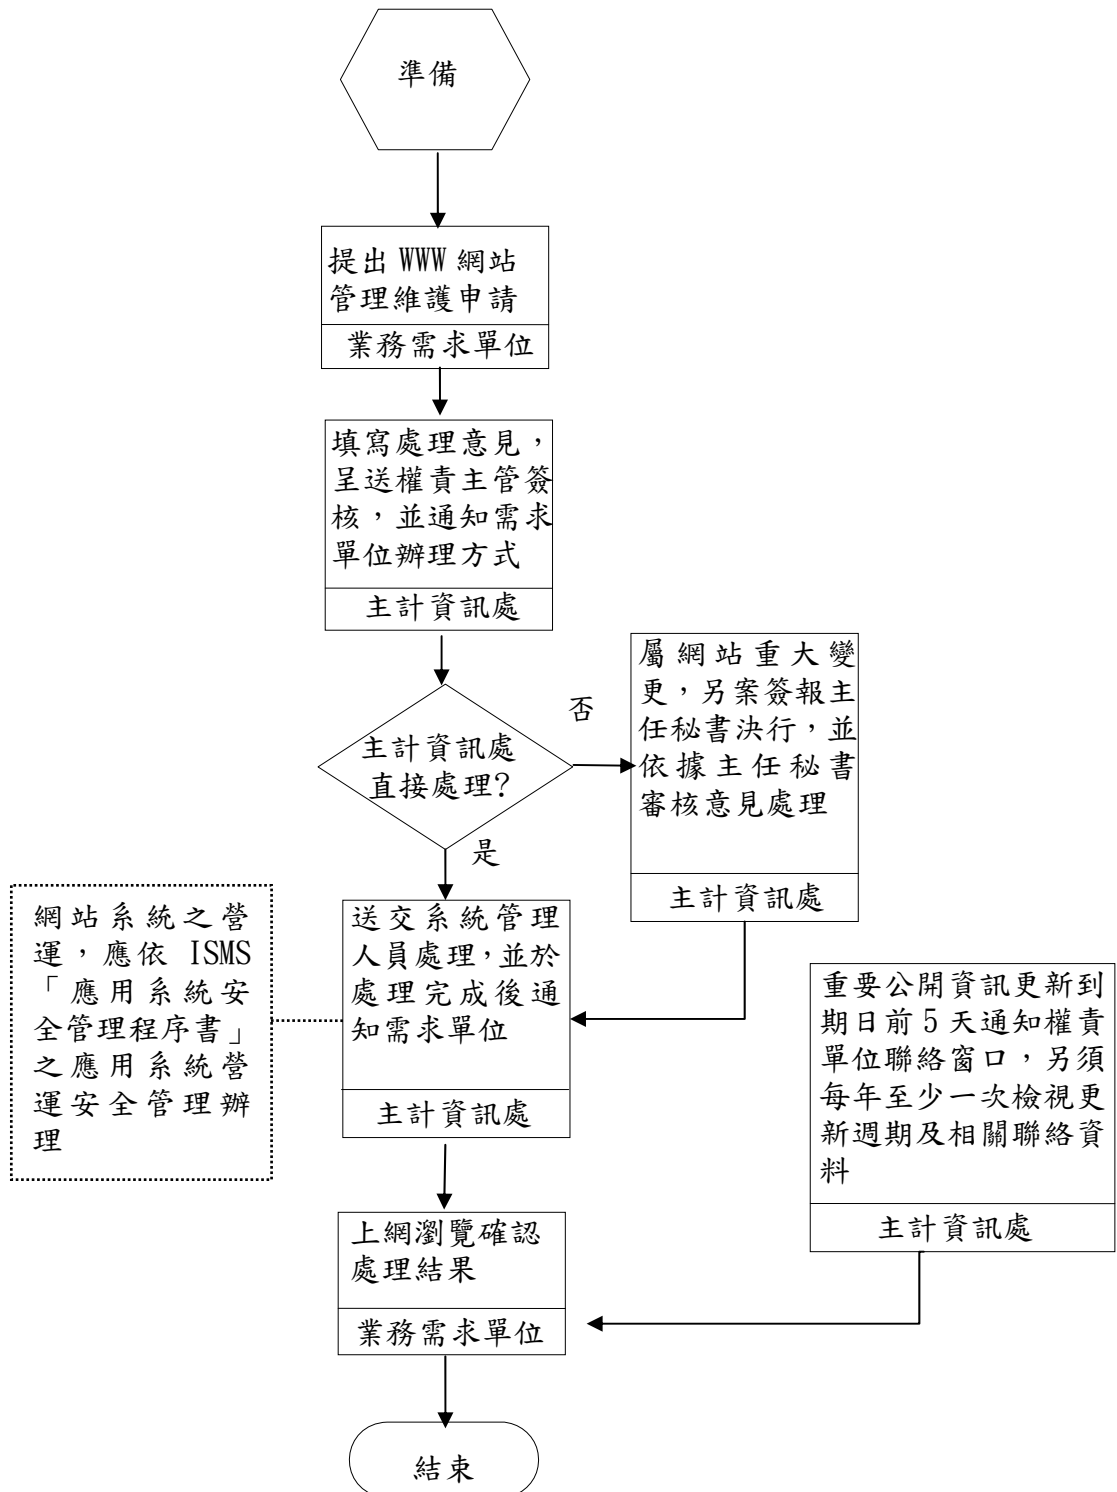 準備
提出 WWW 網站
管理維護申請
業務需求單位
填寫處理意見，
呈送權責主管簽
核，並通知需求
單位辦理方式
主計資訊處
主計資訊處
直接處理?
否
是
屬網站重大變
更，另案簽報主
任秘書決行，並
依據主任秘書
審核意見處理
主計資訊處
網站系統之營
運，應依 ISMS
「應用系統安
全管理程序書」
之應用系統營
運安全管理辦
理
送交系統管理
人員處理，並於
處理完成後通
知需求單位
主計資訊處
重要公開資訊更新到
期日前 5 天通知權責
單位聯絡窗口，另須
每年至少一次檢視更
新週期及相關聯絡資
料
主計資訊處
上網瀏覽確認
處理結果
業務需求單位
結束